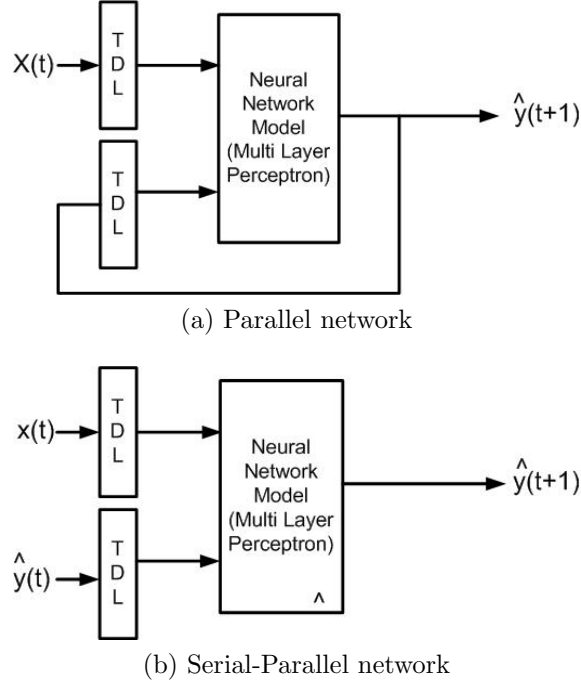 X(t)
T
D
L
Neural
Network
Model
(Multi Layer
Perceptron)
ŷ(t+1)
T
D
L
(a) Parallel network
x(t)
T
D
L
Neural
Network
Model
(Multi Layer
Perceptron)
^
ŷ(t+1)
ŷ(t)
T
D
L
(b) Serial-Parallel network